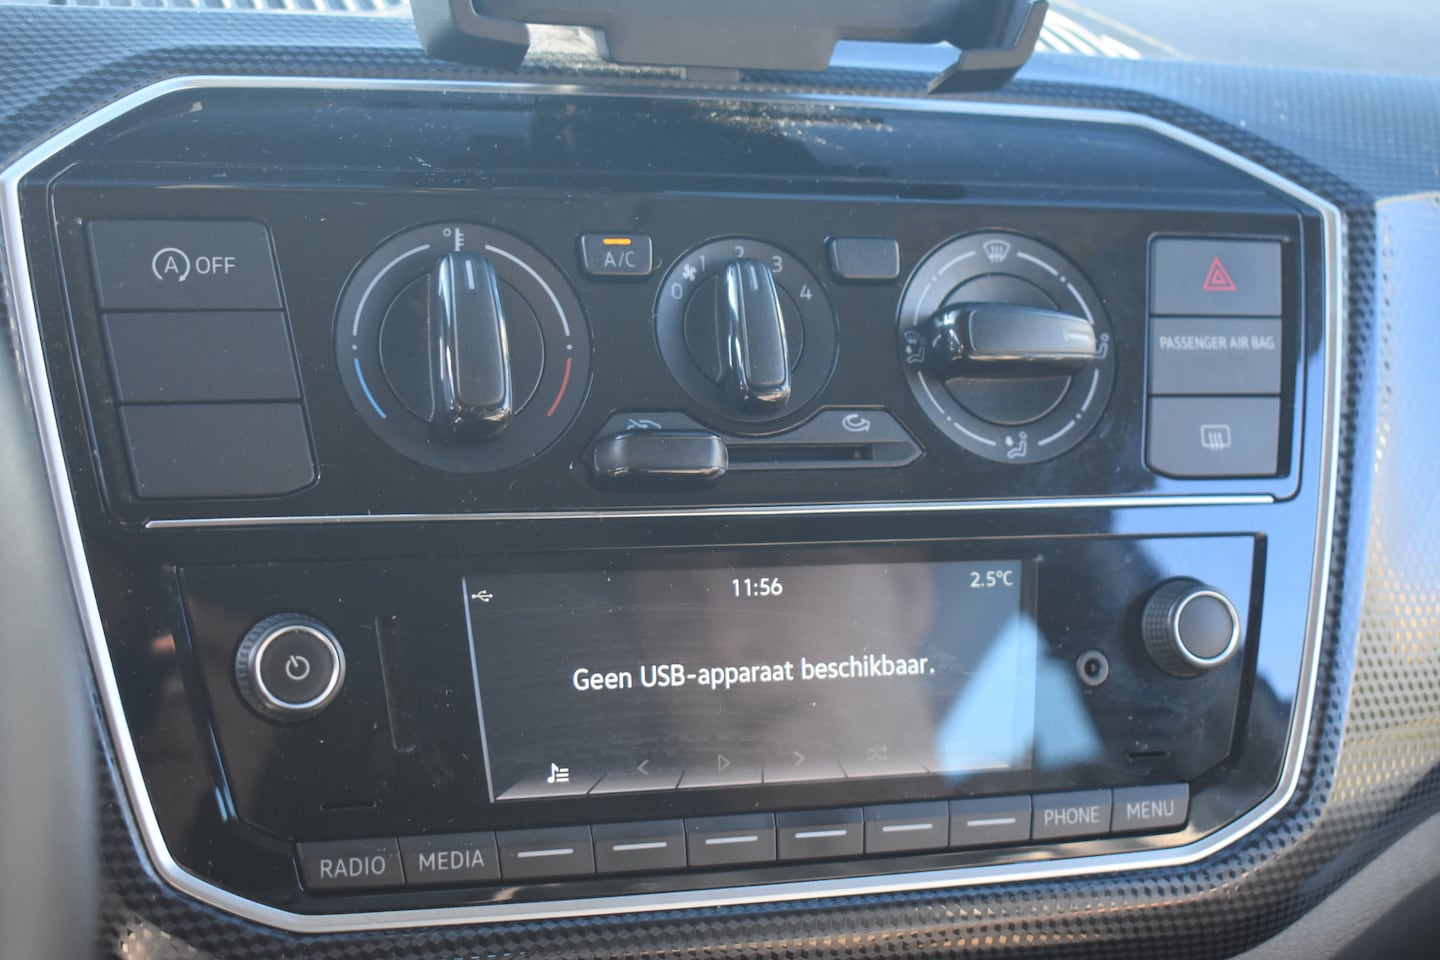 A OFF
A/C
0 1 2 3 4
PASSENGER AIR BAG
11:56
2.5°C
Geen USB-apparaat beschikbaar.
RADIO MEDIA PHONE MENU